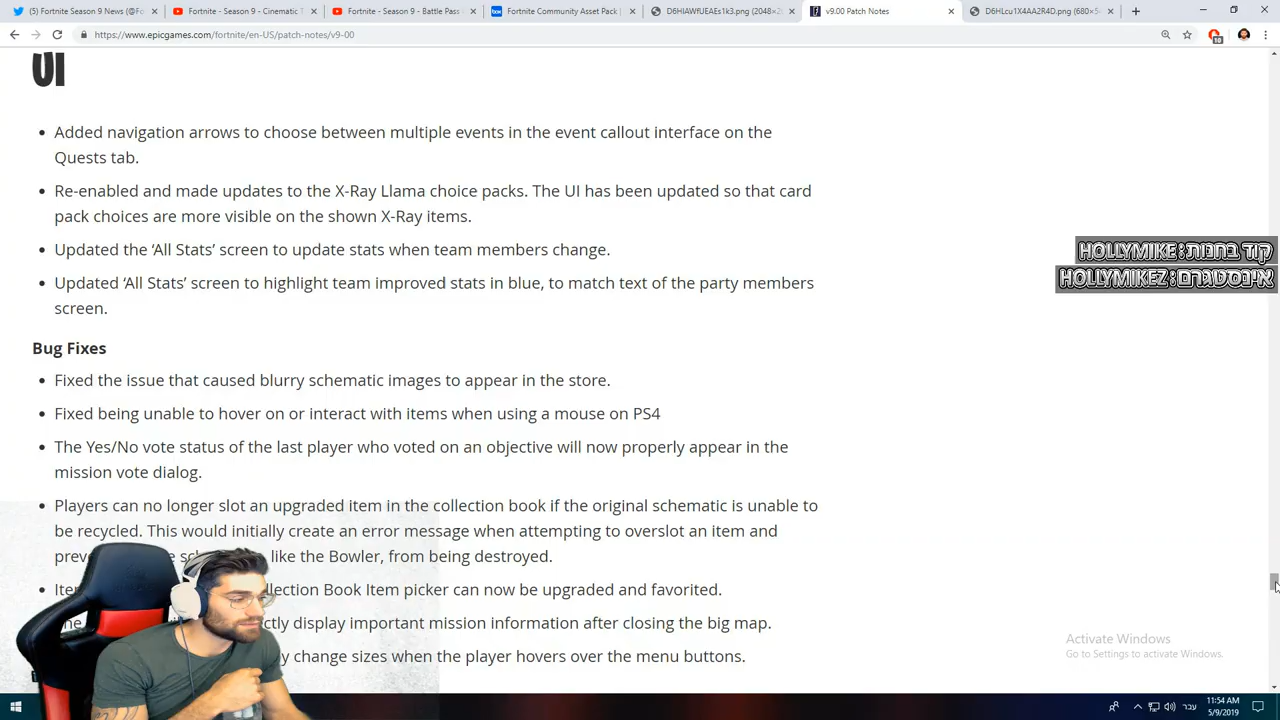 (5) Fortnite Season 9 News (@Fo
Fortnite - Season 9 - Cinematic T
Fortnite - Season 9 - Battle Pass
Fortnite Community Asset Pack |
D6HIAWfUEAEs1k3.png (2048×2
v9.00 Patch Notes
D6HLcu1X4AA2R4D.png (680×5
https://www.epicgames.com/fortnite/en-US/patch-notes/v9-00
UI
• Added navigation arrows to choose between multiple events in the event callout interface on the
Quests tab.
• Re-enabled and made updates to the X-Ray Llama choice packs. The UI has been updated so that card
pack choices are more visible on the shown X-Ray items.
קוד בחנות: HOLLYMIKE
אינסטגרם: HOLLYMIKEZ
• Updated the ‘All Stats’ screen to update stats when team members change.
• Updated ‘All Stats’ screen to highlight team improved stats in blue, to match text of the party members
screen.
Bug Fixes
• Fixed the issue that caused blurry schematic images to appear in the store.
• Fixed being unable to hover on or interact with items when using a mouse on PS4
• The Yes/No vote status of the last player who voted on an objective will now properly appear in the
mission vote dialog.
• Players can no longer slot an upgraded item in the collection book if the original schematic is unable to
be recycled. This would initially create an error message when attempting to overslot an item and
like the Bowler, from being destroyed.
Book Item picker can now be upgraded and favorited.
display important mission information after closing the big map.
change sizes when the player hovers over the menu buttons.
Activate Windows
Go to Settings to activate Windows.
עבר
11:54 AM
5/9/2019